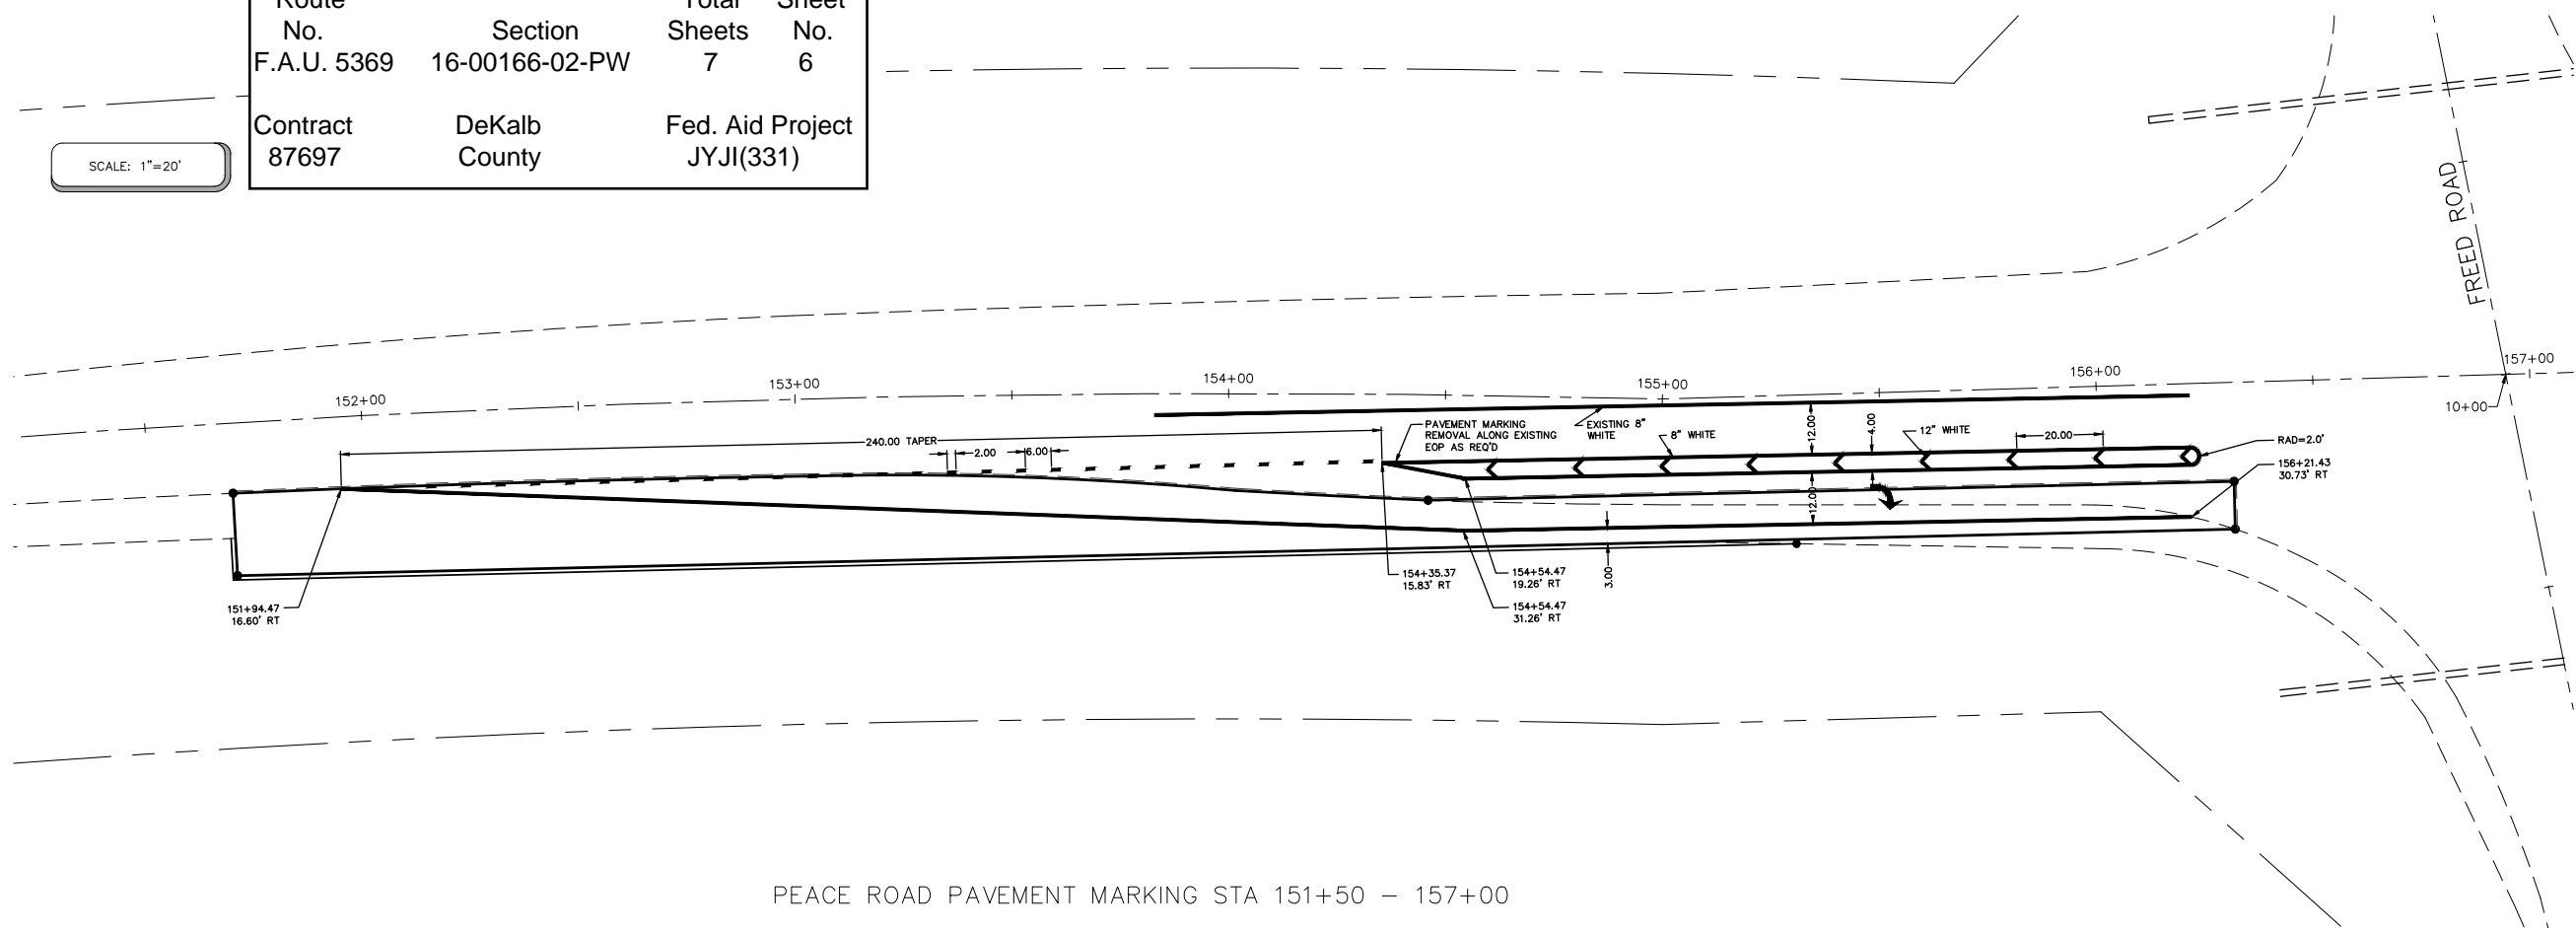 Route Total Sheet
No. Section Sheets No.
F.A.U. 5369 16-00166-02-PW 7 6
Contract DeKalb Fed. Aid Project
87697 County JYJI(331)
SCALE: 1"=20'
FREED ROAD
152+00
153+00
154+00
155+00
156+00
157+00
10+00
240.00 TAPER
2.00
6.00
PAVEMENT MARKING
REMOVAL ALONG EXISTING
EOP AS REQ'D
EXISTING 8"
WHITE
8" WHITE
12.00
4.00
12" WHITE
20.00
RAD=2.0'
156+21.43
30.73' RT
12.00
3.00
154+35.37
15.83' RT
154+54.47
19.26' RT
154+54.47
31.26' RT
151+94.47
16.60' RT
PEACE ROAD PAVEMENT MARKING STA 151+50 - 157+00